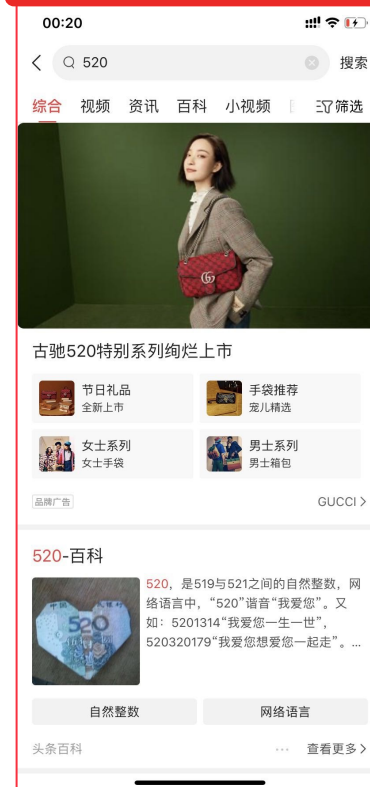 00:20
520
搜索
综合 视频 资讯 百科 小视频
筛选
古驰520特别系列绚烂上市
节日礼品
全新上市
手袋推荐
宠儿精选
女士系列
女士手袋
男士系列
男士箱包
品牌广告
GUCCI >
520-百科
520，是519与521之间的自然整数，网
络语言中，“520”谐音“我爱您”。又
如：5201314“我爱您一生一世”，
520320179“我爱您想爱您一起走”。...
520
自然整数
网络语言
头条百科
··· 查看更多 >